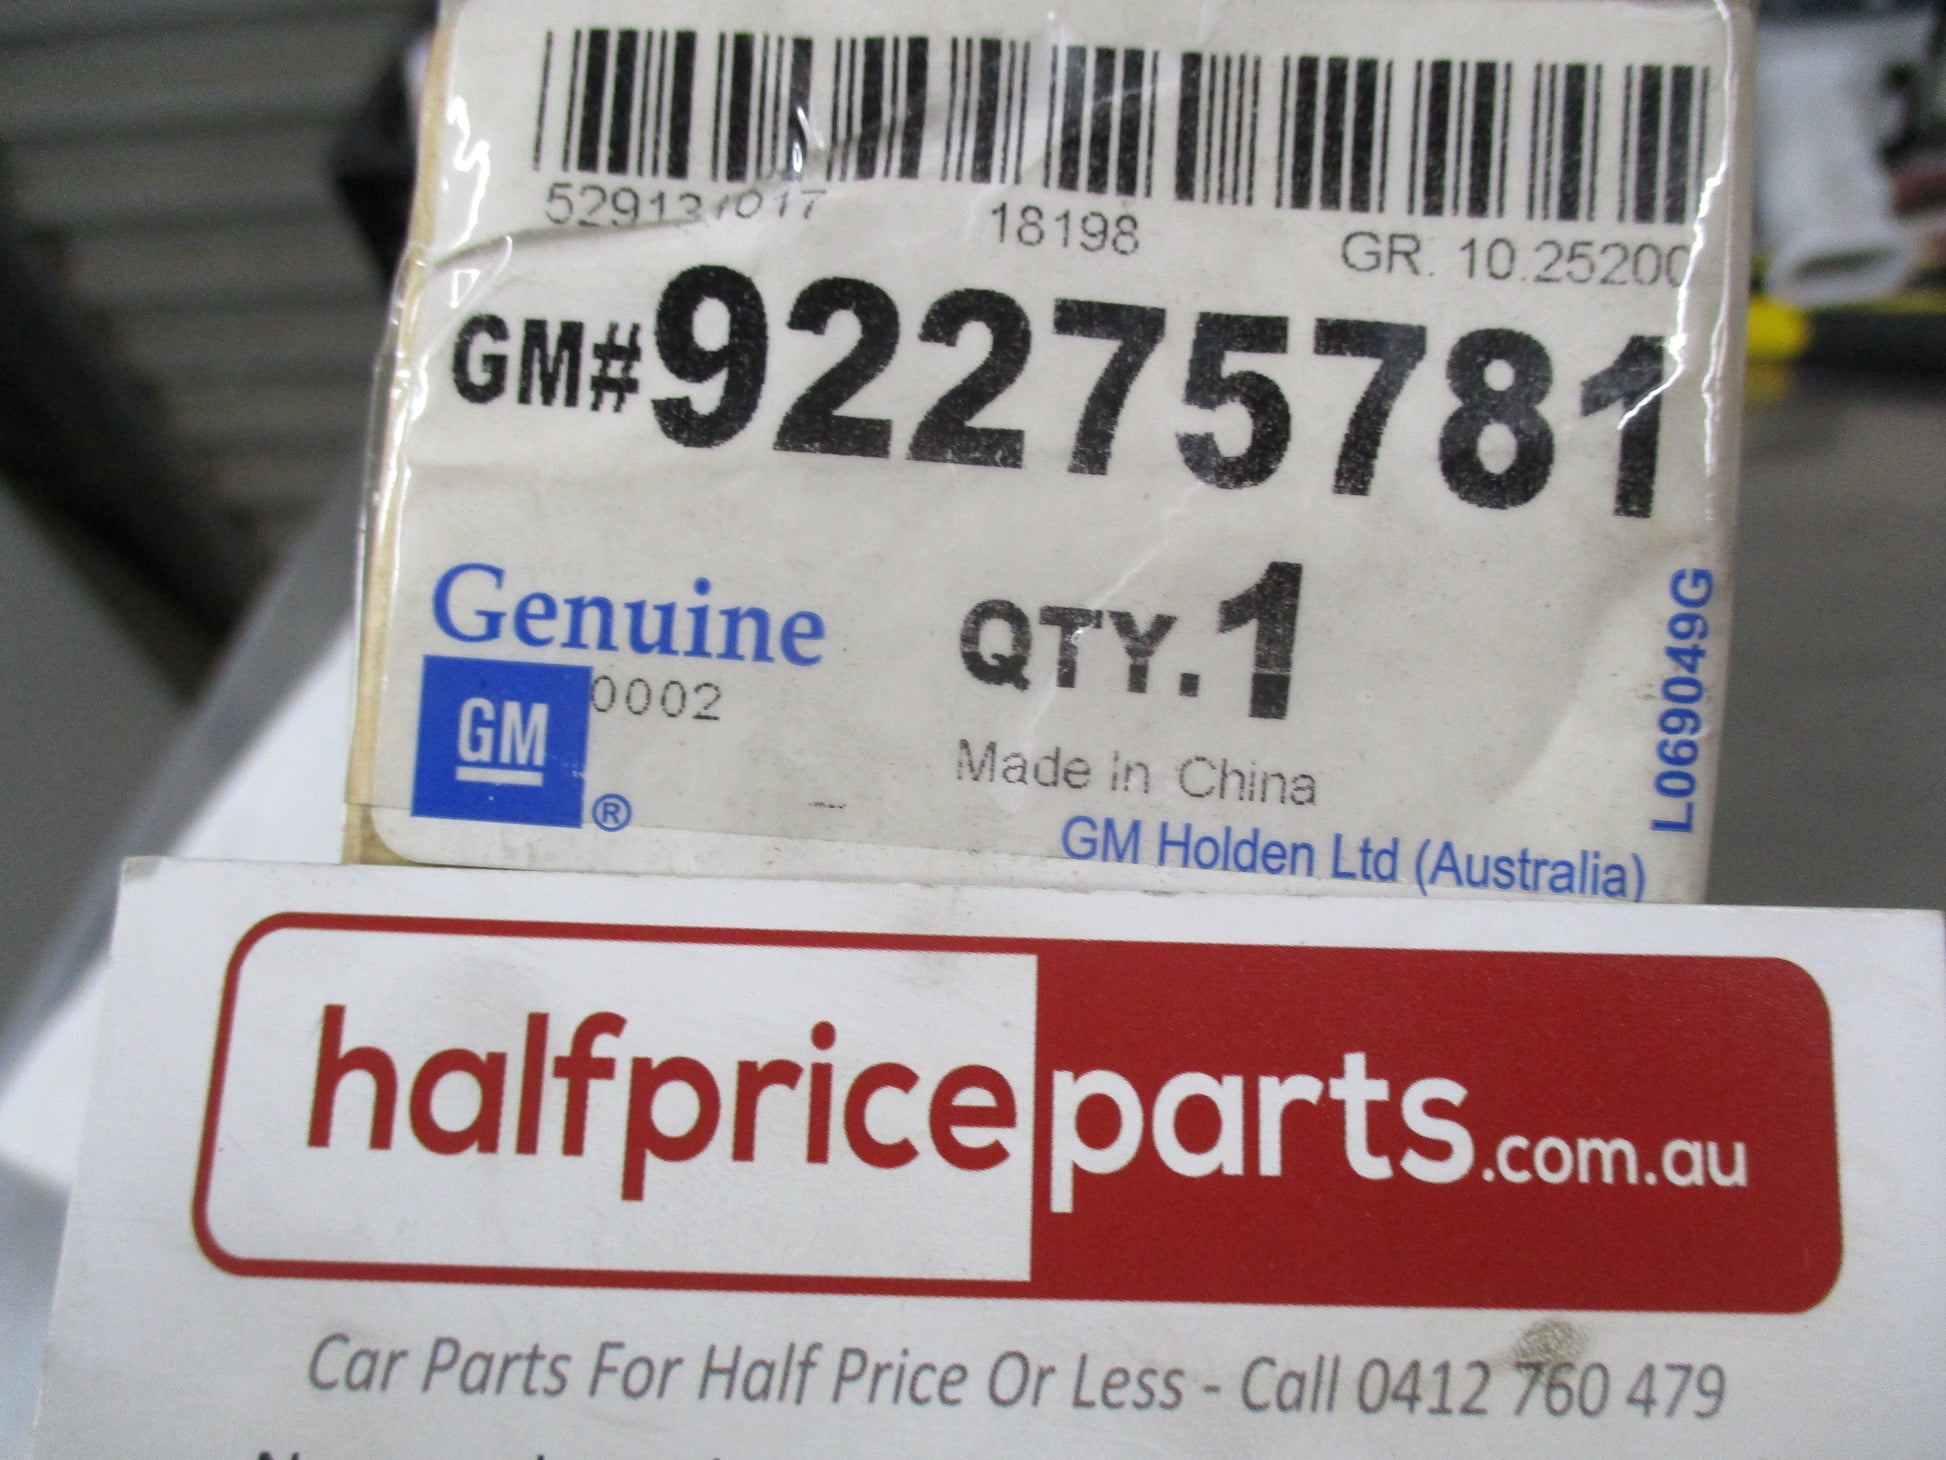 18198 GR. 10.25200
GM#92275781
Genuine
QTY.1
0002
GM
®
Made in China
GM Holden Ltd (Australia)
L069049G
halfpriceparts.com.au
Car Parts For Half Price Or Less - Call 0412 760 479